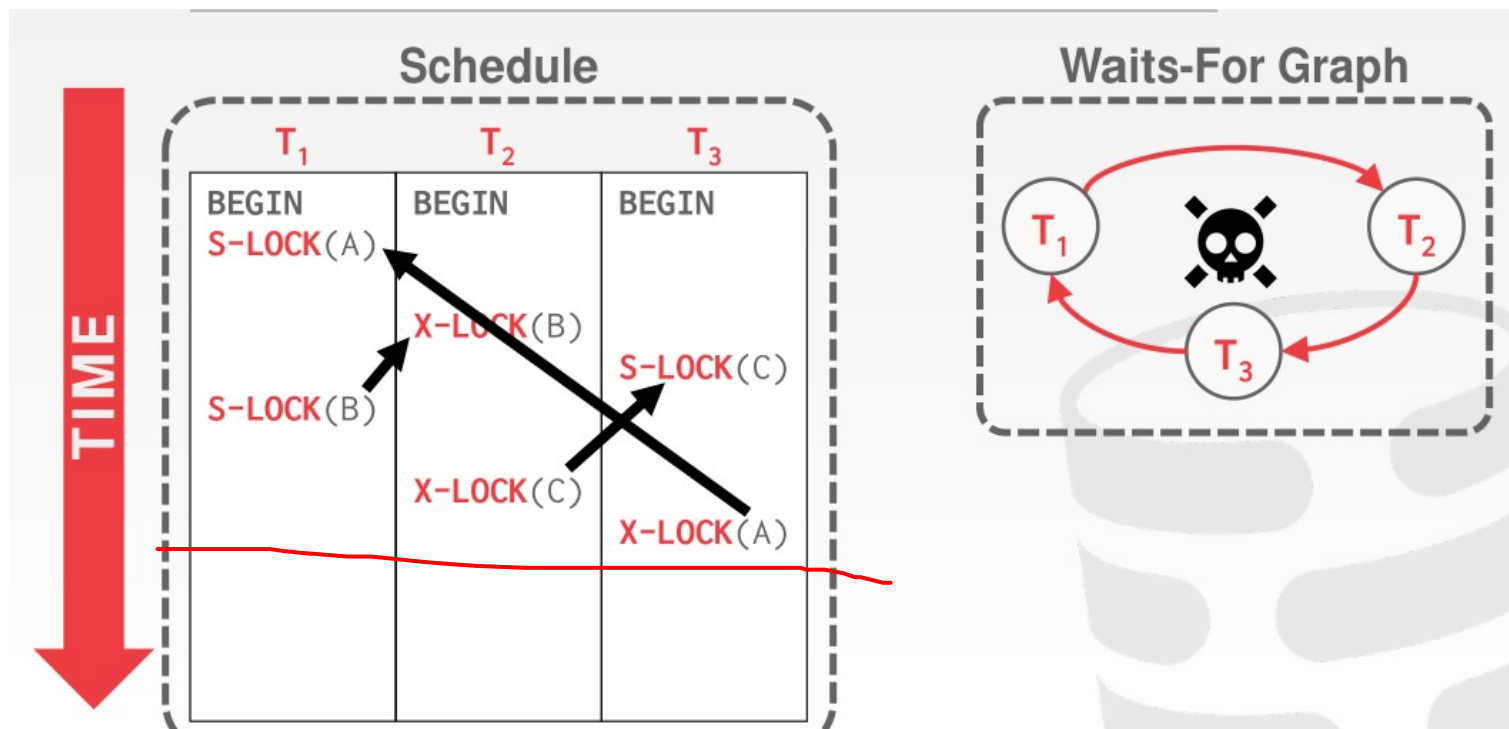 Schedule
Waits-For Graph
TIME
T₁ T₂ T₃
BEGIN BEGIN BEGIN
S-LOCK(A)
X-LOCK(B)
S-LOCK(C)
S-LOCK(B)
X-LOCK(C)
X-LOCK(A)
T₁
T₂
T₃